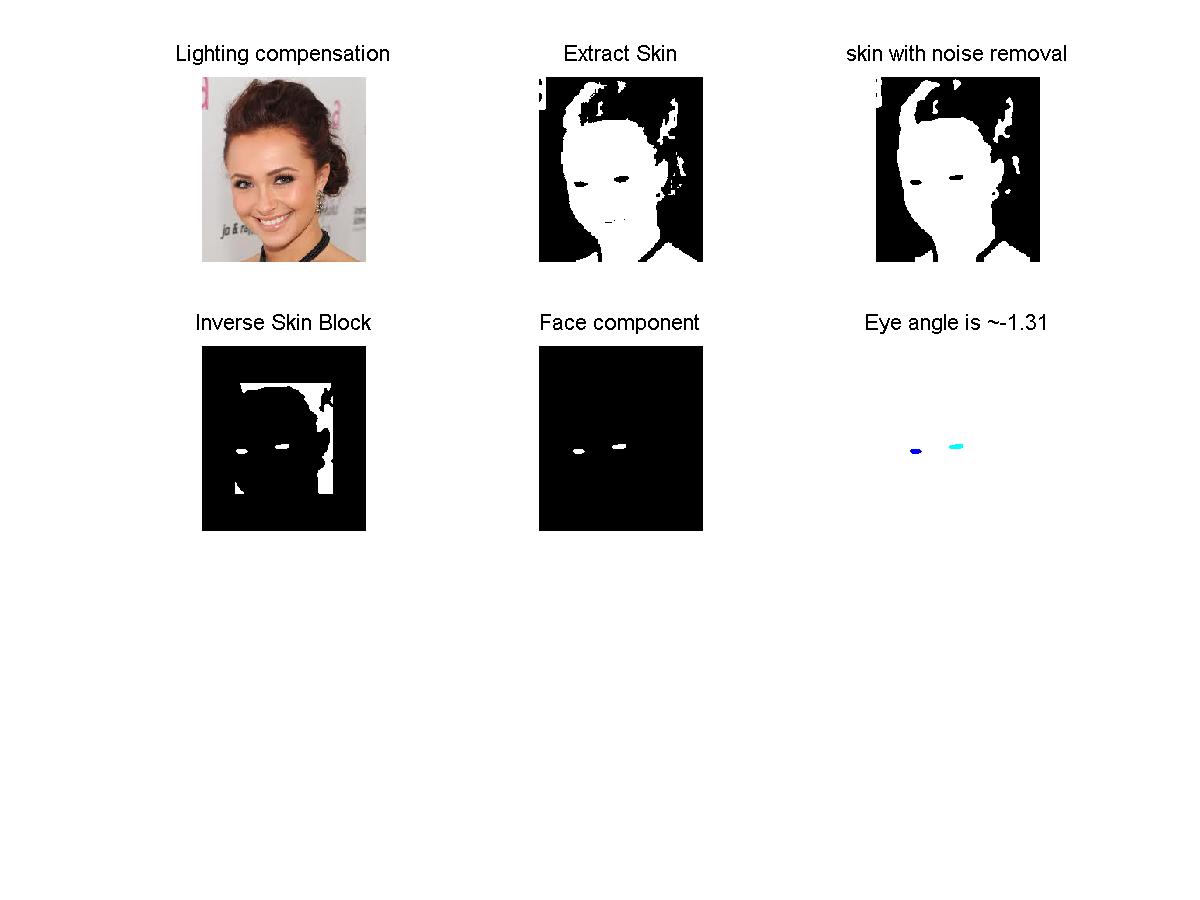 Lighting compensation
Extract Skin
skin with noise removal
Inverse Skin Block
Face component
Eye angle is ~-1.31